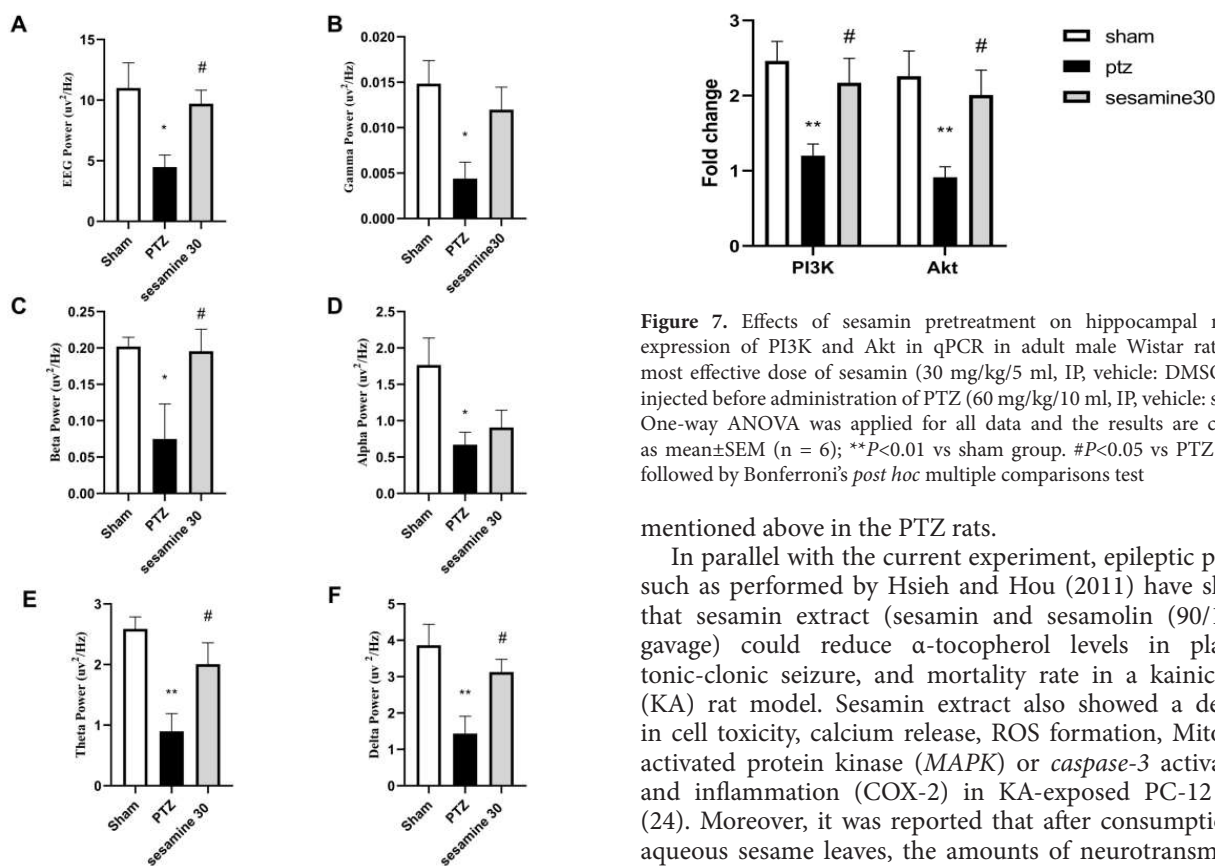 A
EEG Power (uv²/Hz)
15
10
5
0
*
#
Sham
PTZ
sesamine 30
B
Gamma Power (uv²/Hz)
0.020
0.015
0.010
0.005
0.000
*
Sham
PTZ
sesamine30
C
Beta Power (uv²/Hz)
0.25
0.20
0.15
0.10
0.05
0.00
*
#
Sham
PTZ
sesamine 30
D
Alpha Power (uv²/Hz)
2.5
2.0
1.5
1.0
0.5
0.0
*
Sham
PTZ
sesamine 30
E
Theta Power (uv²/Hz)
3
2
1
0
**
#
Sham
PTZ
sesamine 30
F
Delta Power (uv²/Hz)
5
4
3
2
1
0
**
#
Sham
PTZ
sesamine 30
Fold change
3
2
1
0
**
#
**
#
PI3K
Akt
sham
ptz
sesamine30
Figure 7. Effects of sesamin pretreatment on hippocampal
expression of PI3K and Akt in qPCR in adult male Wistar
most effective dose of sesamin (30 mg/kg/5 ml, IP, vehicle: DMSO
injected before administration of PTZ (60 mg/kg/10 ml, IP, vehicle:
One-way ANOVA was applied for all data and the results are
as mean±SEM (n = 6); **P<0.01 vs sham group. #P<0.05 vs PTZ
followed by Bonferroni's post hoc multiple comparisons test
mentioned above in the PTZ rats.
In parallel with the current experiment, epileptic
such as performed by Hsieh and Hou (2011) have
that sesamin extract (sesamin and sesamolin (90/
gavage) could reduce α-tocopherol levels in
tonic-clonic seizure, and mortality rate in a
(KA) rat model. Sesamin extract also showed a
in cell toxicity, calcium release, ROS formation,
activated protein kinase (MAPK) or caspase-3
and inflammation (COX-2) in KA-exposed PC-12
(24). Moreover, it was reported that after
aqueous sesame leaves, the amounts of